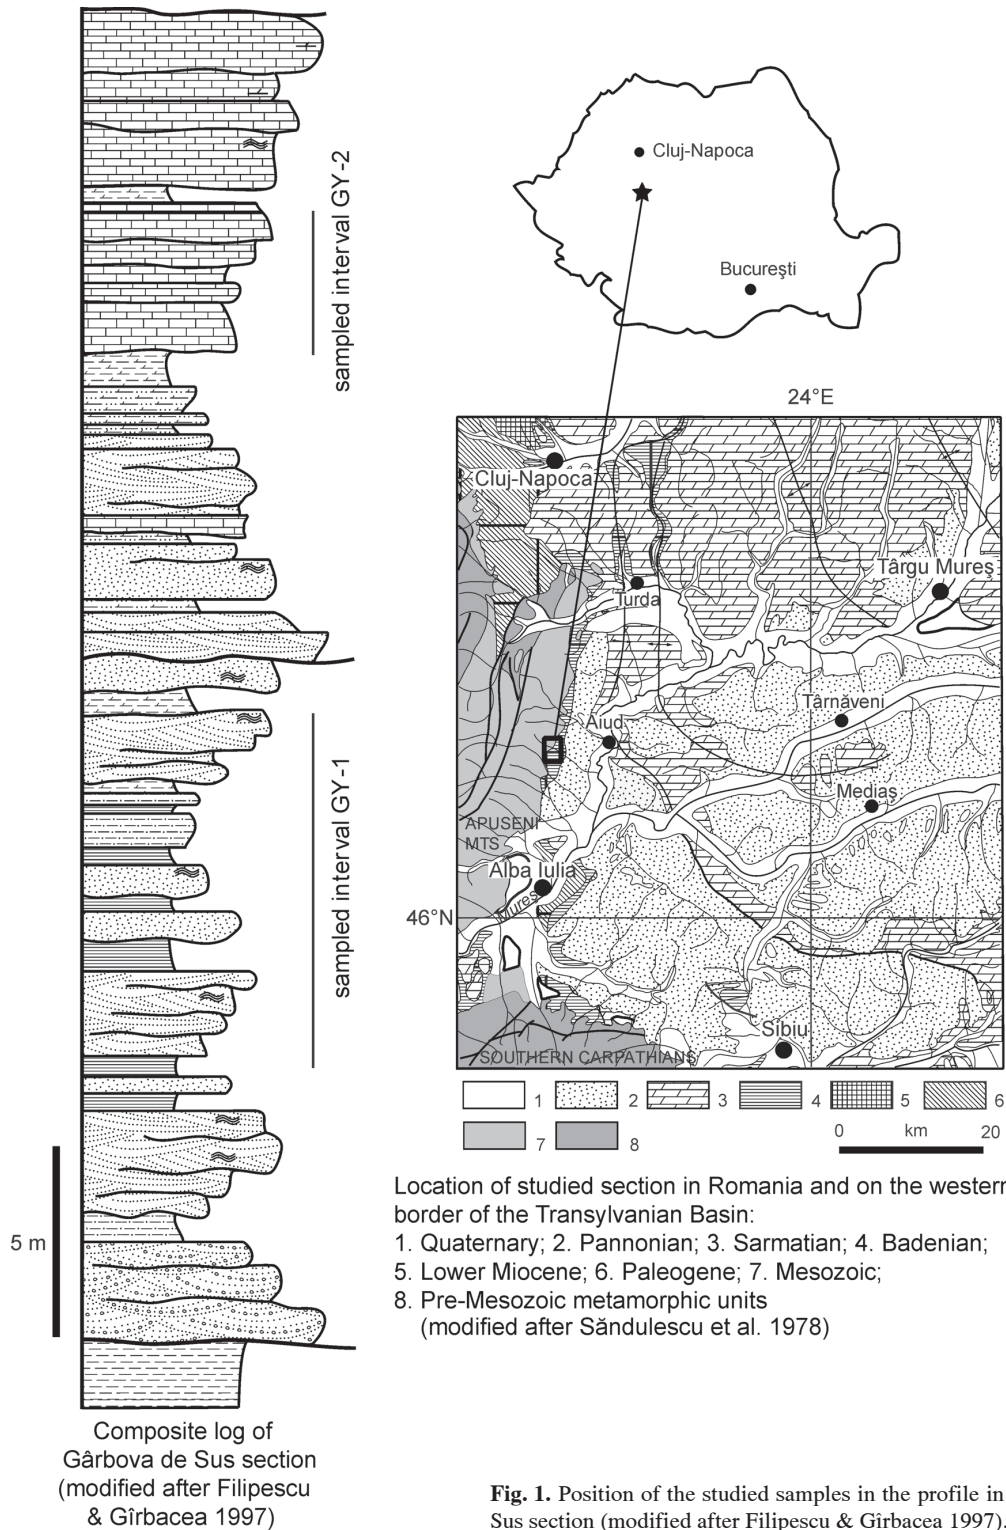 sampled interval GY-2
sampled interval GY-1
5 m
Composite log of
Gârbova de Sus section
(modified after Filipescu
& Gîrbacea 1997)
Cluj-Napoca
Bucureşti
24°E
Cluj-Napoca
Târgu Mureş
Turda
Târnăveni
Aiud
Mediaş
APUSENI
MTS
Alba Iulia
Mureş
46°N
Sibiu
SOUTHERN CARPATHIANS
1 2 3 4 5 6
7 8
0 km 20
Location of studied section in Romania and on the western
border of the Transylvanian Basin:
1. Quaternary; 2. Pannonian; 3. Sarmatian; 4. Badenian;
5. Lower Miocene; 6. Paleogene; 7. Mesozoic;
8. Pre-Mesozoic metamorphic units
(modified after Săndulescu et al. 1978)
Fig. 1. Position of the studied samples in the profile in
Sus section (modified after Filipescu & Gîrbacea 1997).